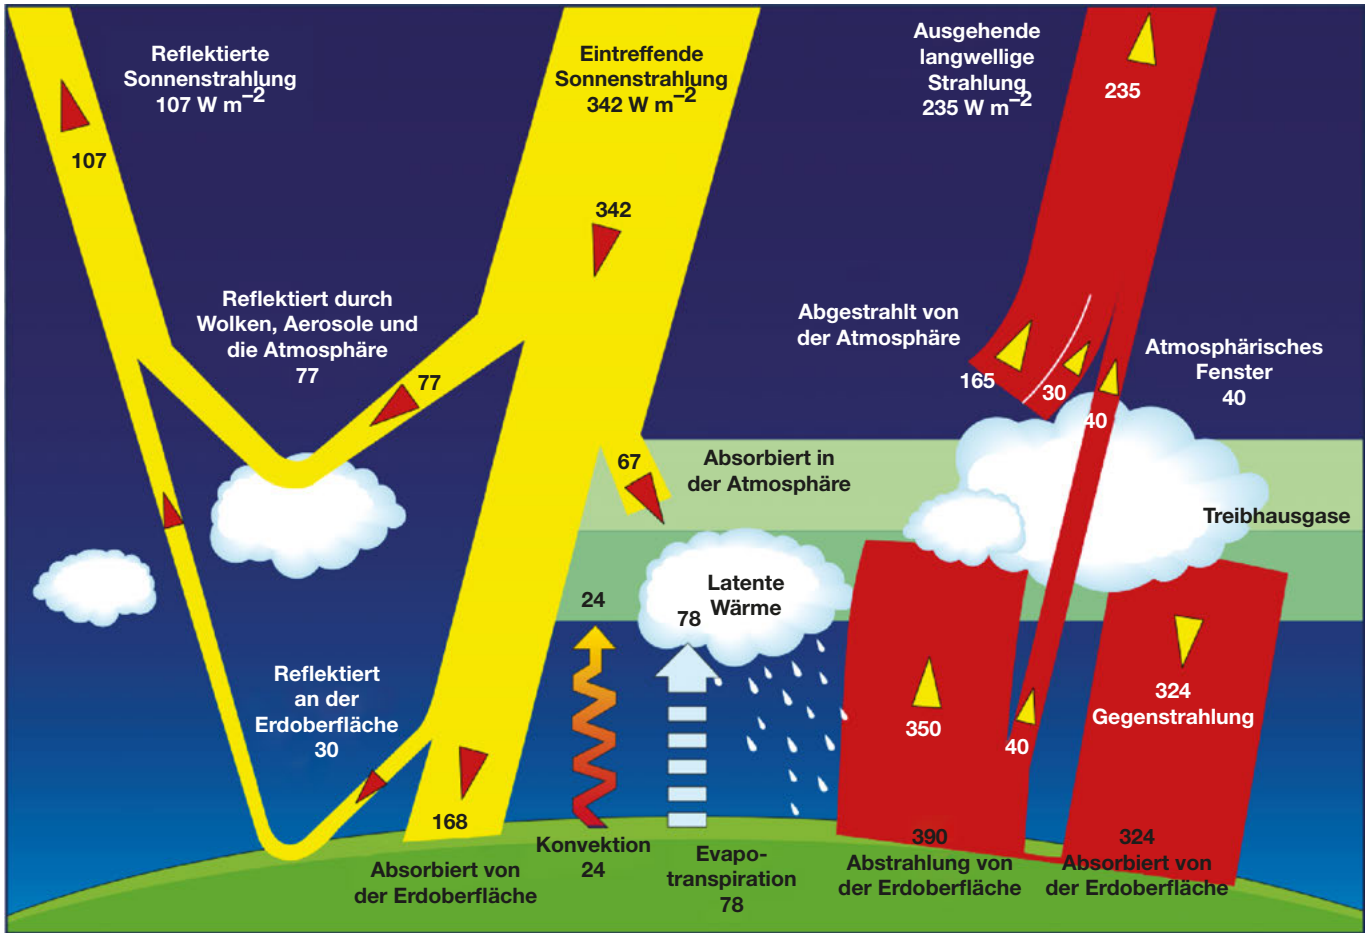 Reflektierte
Sonnenstrahlung
107 W m−2
107
Eintreffende
Sonnenstrahlung
342 W m−2
342
Ausgehende
langwellige
Strahlung
235 W m−2
235
Reflektiert durch
Wolken, Aerosole und
die Atmosphäre
77
77
Abgestrahlt von
der Atmosphäre
165
30
40
Atmosphärisches
Fenster
40
67
Absorbiert in
der Atmosphäre
Treibhausgase
24
Latente
Wärme
78
Reflektiert
an der
Erdoberfläche
30
350
40
324
Gegenstrahlung
168
Absorbiert von
der Erdoberfläche
Konvektion
24
Evapo-
transpiration
78
390
Abstrahlung von
der Erdoberfläche
324
Absorbiert von
der Erdoberfläche